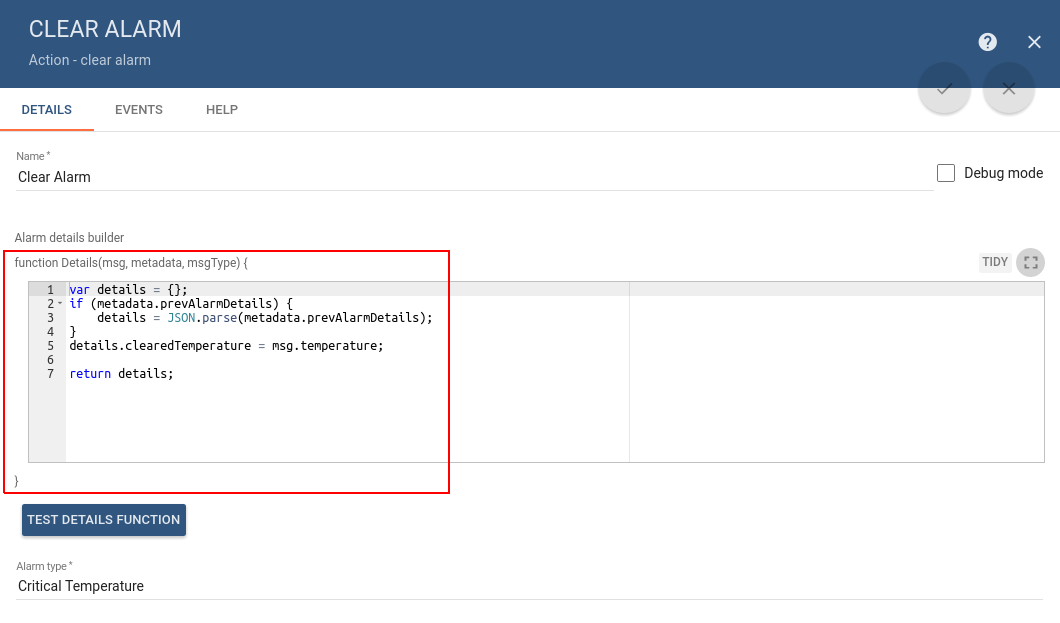 CLEAR ALARM
Action - clear alarm
DETAILS EVENTS HELP
Name *
Clear Alarm
Debug mode
Alarm details builder
function Details(msg, metadata, msgType) {
TIDY
1 var details = {};
2 if (metadata.prevAlarmDetails) {
3     details = JSON.parse(metadata.prevAlarmDetails);
4 }
5 details.clearedTemperature = msg.temperature;
6
7 return details;
}
TEST DETAILS FUNCTION
Alarm type *
Critical Temperature